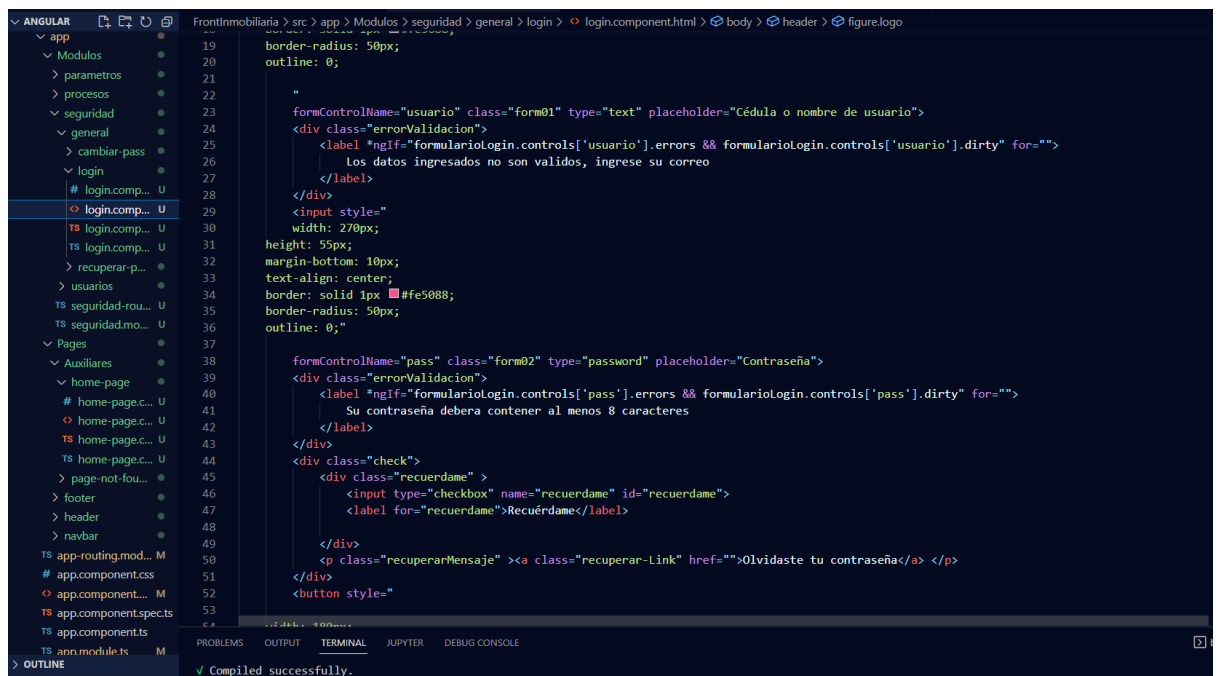 ANGULAR
app
Modulos
parametros
procesos
seguridad
general
cambiar-pass
login
# login.comp... U
<> login.comp... U
TS login.comp... U
TS login.comp... U
recuperar-p...
usuarios
TS seguridad-rou... U
TS seguridad.mo... U
Pages
Auxiliares
home-page
# home-page.c... U
<> home-page.c... U
TS home-page.c... U
TS home-page.c... U
page-not-fou...
footer
header
navbar
TS app-routing.mod... M
# app.component.css
<> app.component.... M
TS app.component.spec.ts
TS app.component.ts
TS app.module.ts M
OUTLINE
FrontInmobiliaria > src > app > Modulos > seguridad > general > login > <> login.component.html > body > header > figure.logo
18 border: solid 1px #fe5088;
19 border-radius: 50px;
20 outline: 0;
21
22 "
23 formControlName="usuario" class="form01" type="text" placeholder="Cédula o nombre de usuario">
24 <div class="errorValidacion">
25 <label *ngIf="formularioLogin.controls['usuario'].errors && formularioLogin.controls['usuario'].dirty" for="">
26 Los datos ingresados no son validos, ingrese su correo
27 </label>
28 </div>
29 <input style="
30 width: 270px;
31 height: 55px;
32 margin-bottom: 10px;
33 text-align: center;
34 border: solid 1px #fe5088;
35 border-radius: 50px;
36 outline: 0;"
37
38 formControlName="pass" class="form02" type="password" placeholder="Contraseña">
39 <div class="errorValidacion">
40 <label *ngIf="formularioLogin.controls['pass'].errors && formularioLogin.controls['pass'].dirty" for="">
41 Su contraseña debera contener al menos 8 caracteres
42 </label>
43 </div>
44 <div class="check">
45 <div class="recuerdame" >
46 <input type="checkbox" name="recuerdame" id="recuerdame">
47 <label for="recuerdame">Recuérdame</label>
48
49 </div>
50 <p class="recuperarMensaje" ><a class="recuperar-Link" href="">Olvidaste tu contraseña</a> </p>
51 </div>
52 <button style="
53
54 width: 180px;
PROBLEMS OUTPUT TERMINAL JUPYTER DEBUG CONSOLE
√ Compiled successfully.